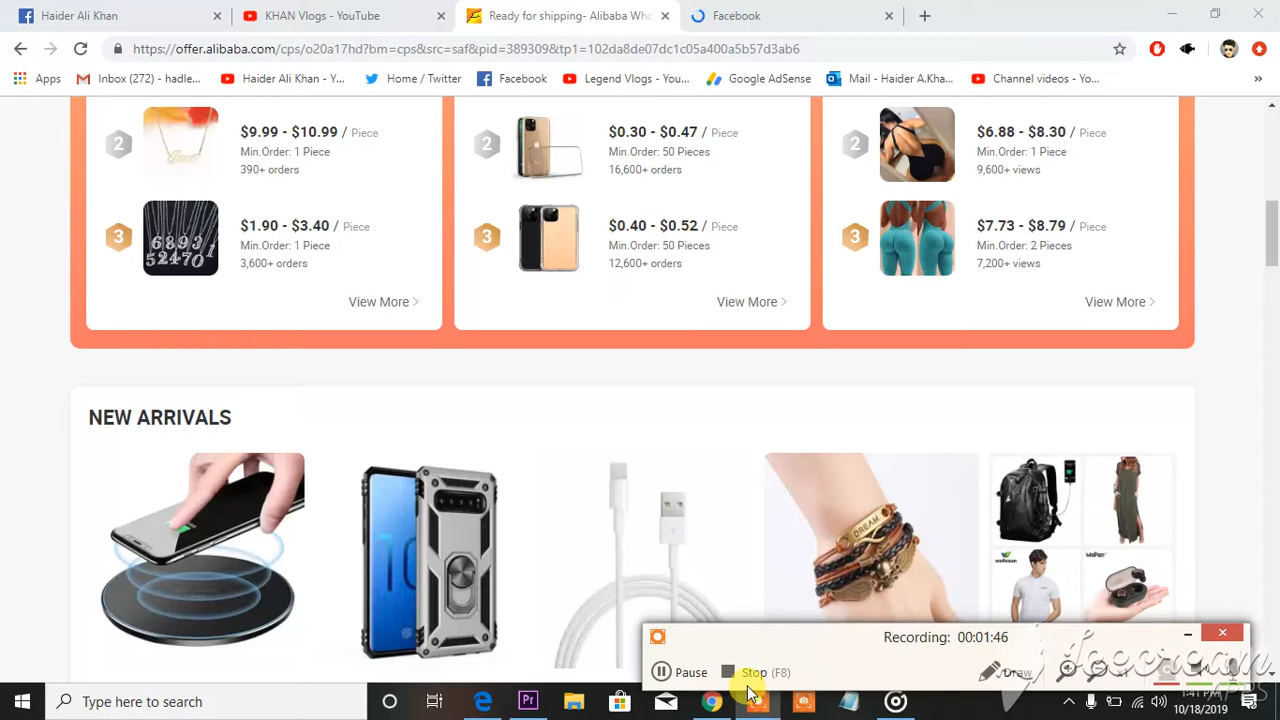 Haider Ali Khan
KHAN Vlogs - YouTube
Ready for shipping- Alibaba Who
Facebook
https://offer.alibaba.com/cps/o20a17hd?bm=cps&src=saf&pid=389809&tp1=102da8de07dc1c05a400a5b57d3ab6
Apps
Inbox (272) - hadle...
Haider Ali Khan - Y...
Home / Twitter
Facebook
Legend Vlogs - You...
Google AdSense
Mail - Haider A.Kha...
Channel videos - Yo...
»
2
$9.99 - $10.99 / Piece
Min.Order: 1 Piece
390+ orders
3
$1.90 - $3.40 / Piece
Min.Order: 1 Piece
3,600+ orders
View More
2
$0.30 - $0.47 / Piece
Min.Order: 50 Pieces
16,600+ orders
3
$0.40 - $0.52 / Piece
Min.Order: 50 Pieces
12,600+ orders
View More
2
$6.88 - $8.30 / Piece
Min.Order: 1 Piece
9,600+ views
3
$7.73 - $8.79 / Piece
Min.Order: 2 Pieces
7,200+ views
View More
NEW ARRIVALS
DREAM
Recording: 00:01:46
Pause
Stop (F8)
Draw
x1
Type here to search
1:41 PM
10/18/2019